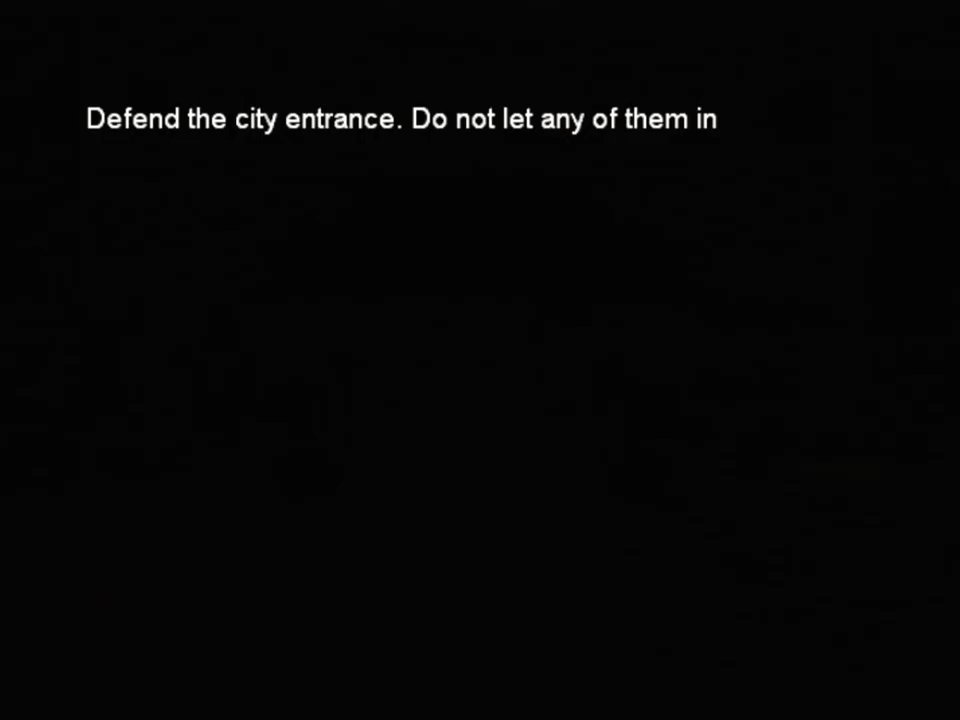 Defend the city entrance. Do not let any of them in